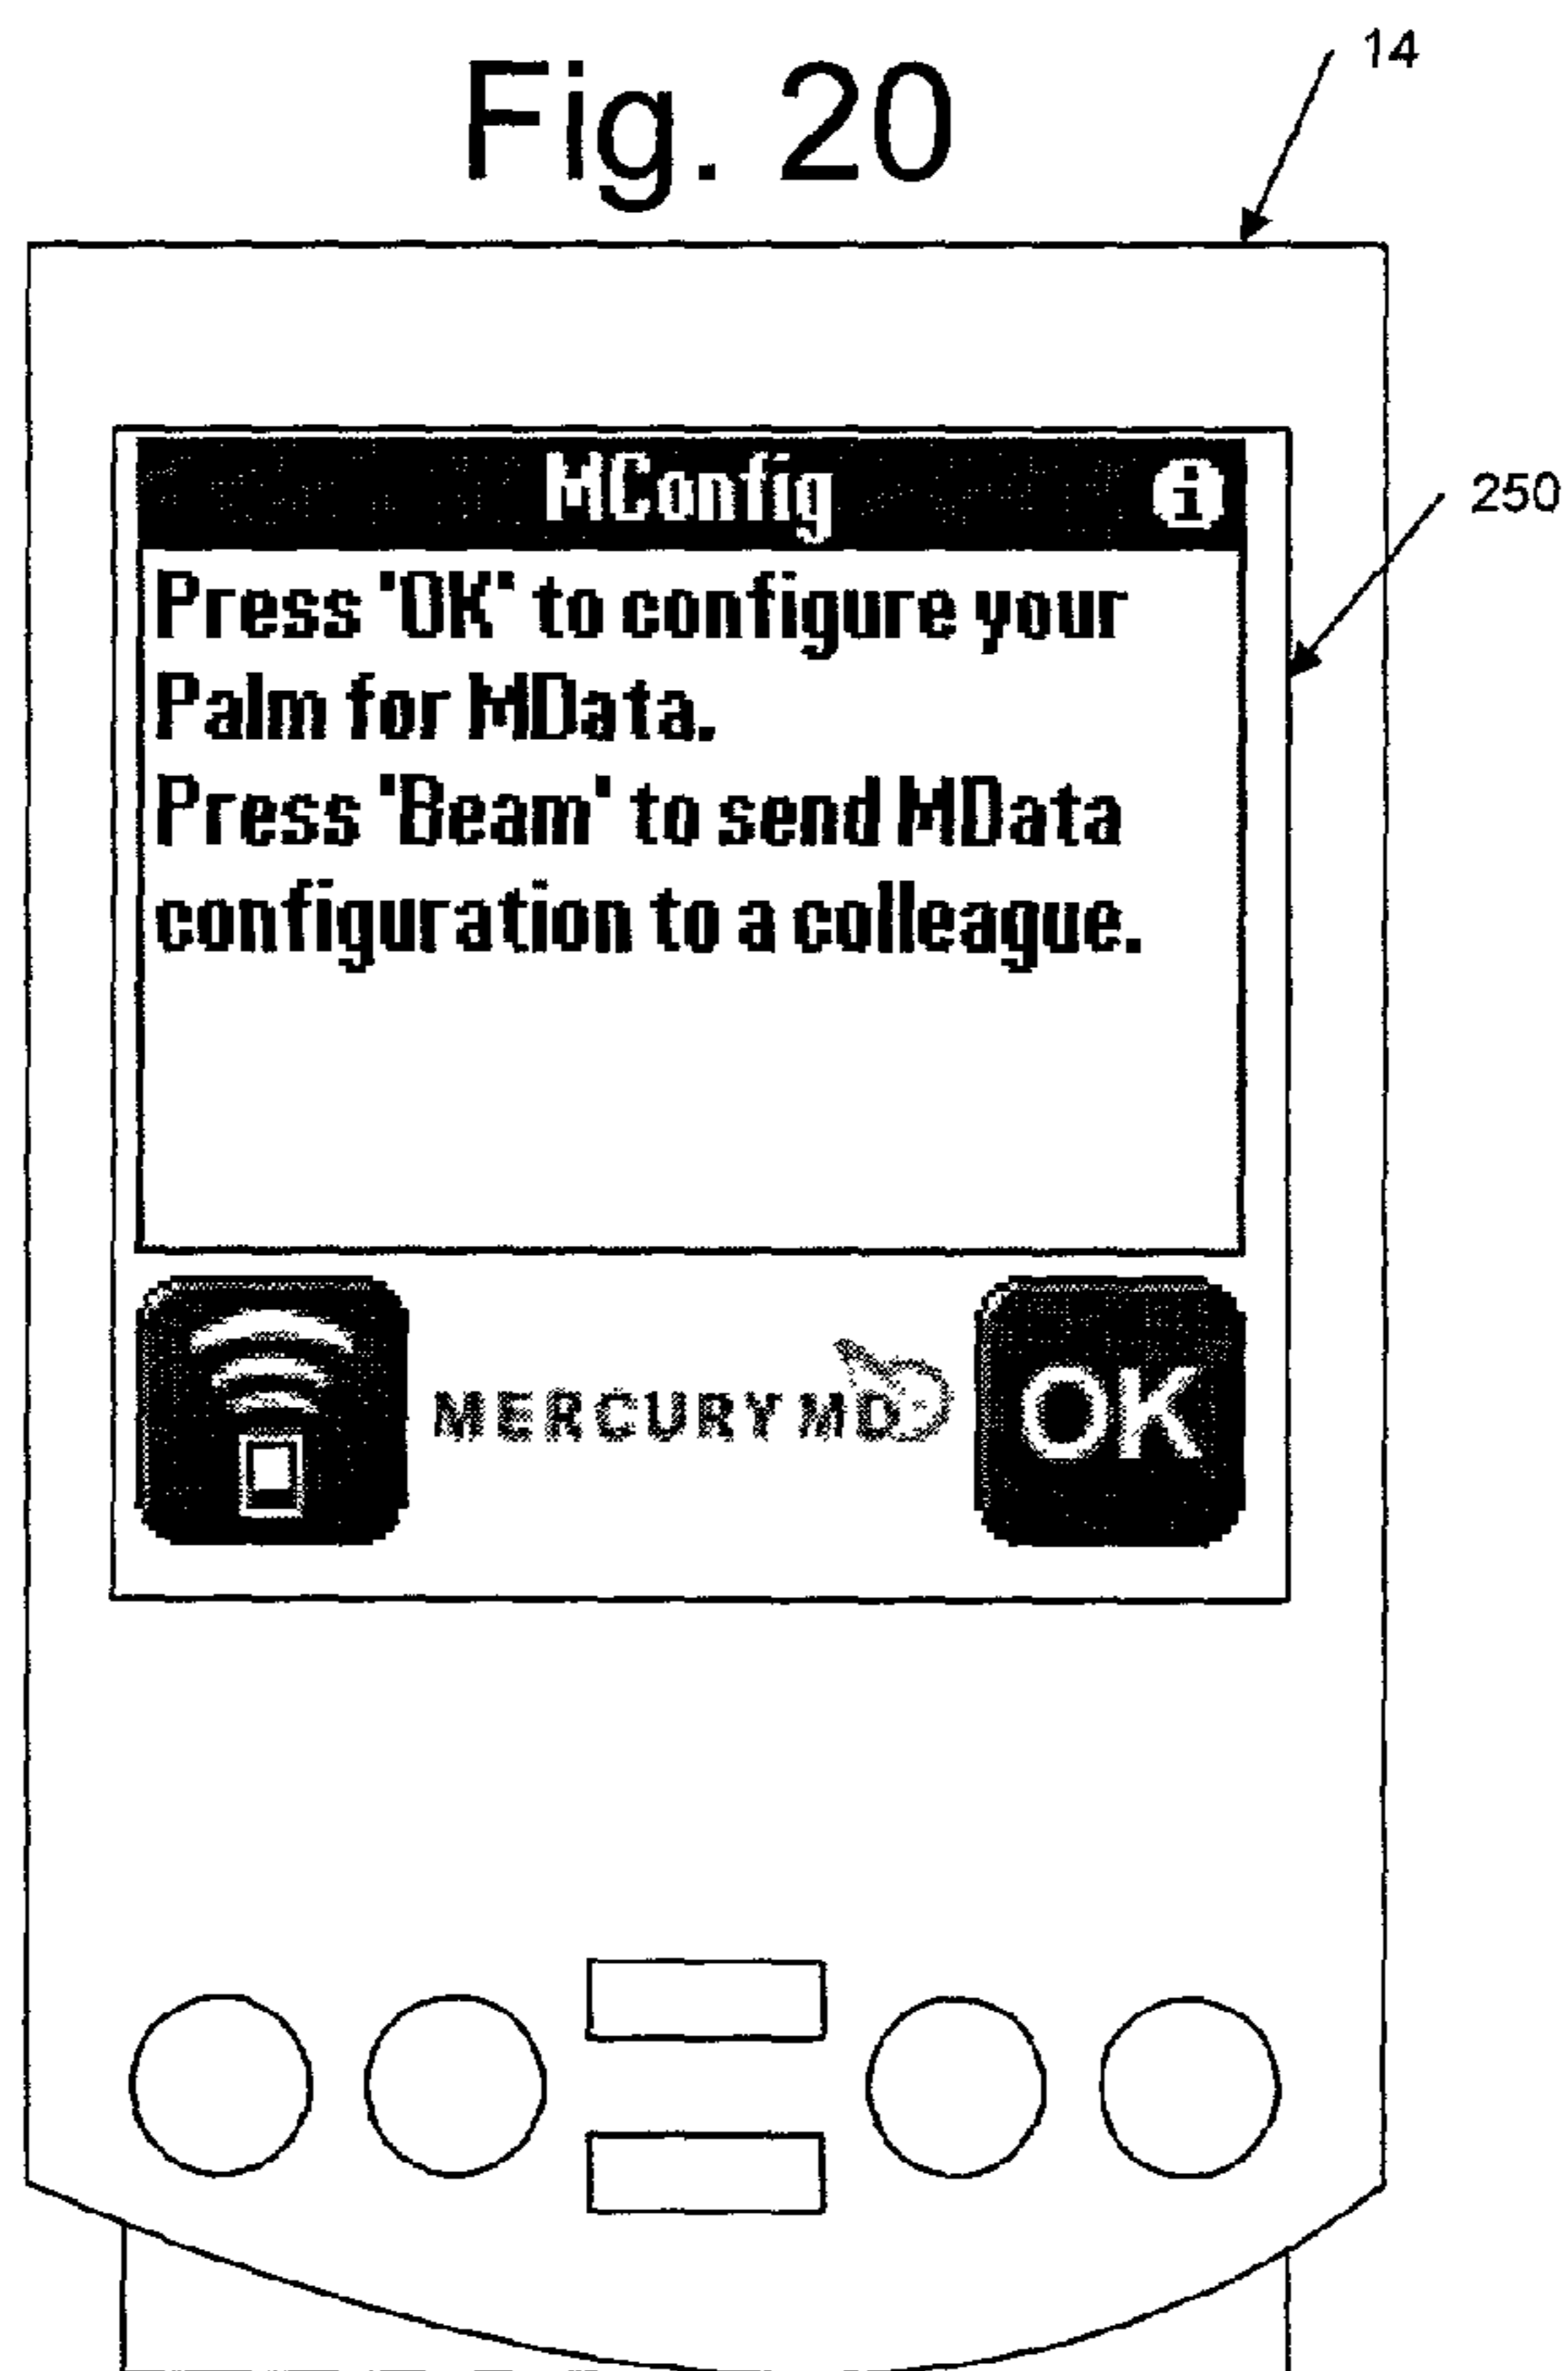 Fig. 20
14
250
MConfig i
Press 'OK' to configure your
Palm for MData.
Press 'Beam' to send MData
configuration to a colleague.
MERCURY MD
OK